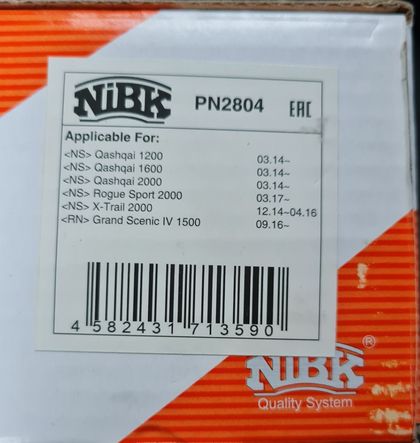 NiBK PN2804 EAC
Applicable For:
<NS> Qashqai 1200 03.14~
<NS> Qashqai 1600 03.14~
<NS> Qashqai 2000 03.14~
<NS> Rogue Sport 2000 03.17~
<NS> X-Trail 2000 12.14~04.16
<RN> Grand Scenic IV 1500 09.16~
4 582431 713590
NiBK®
Quality System